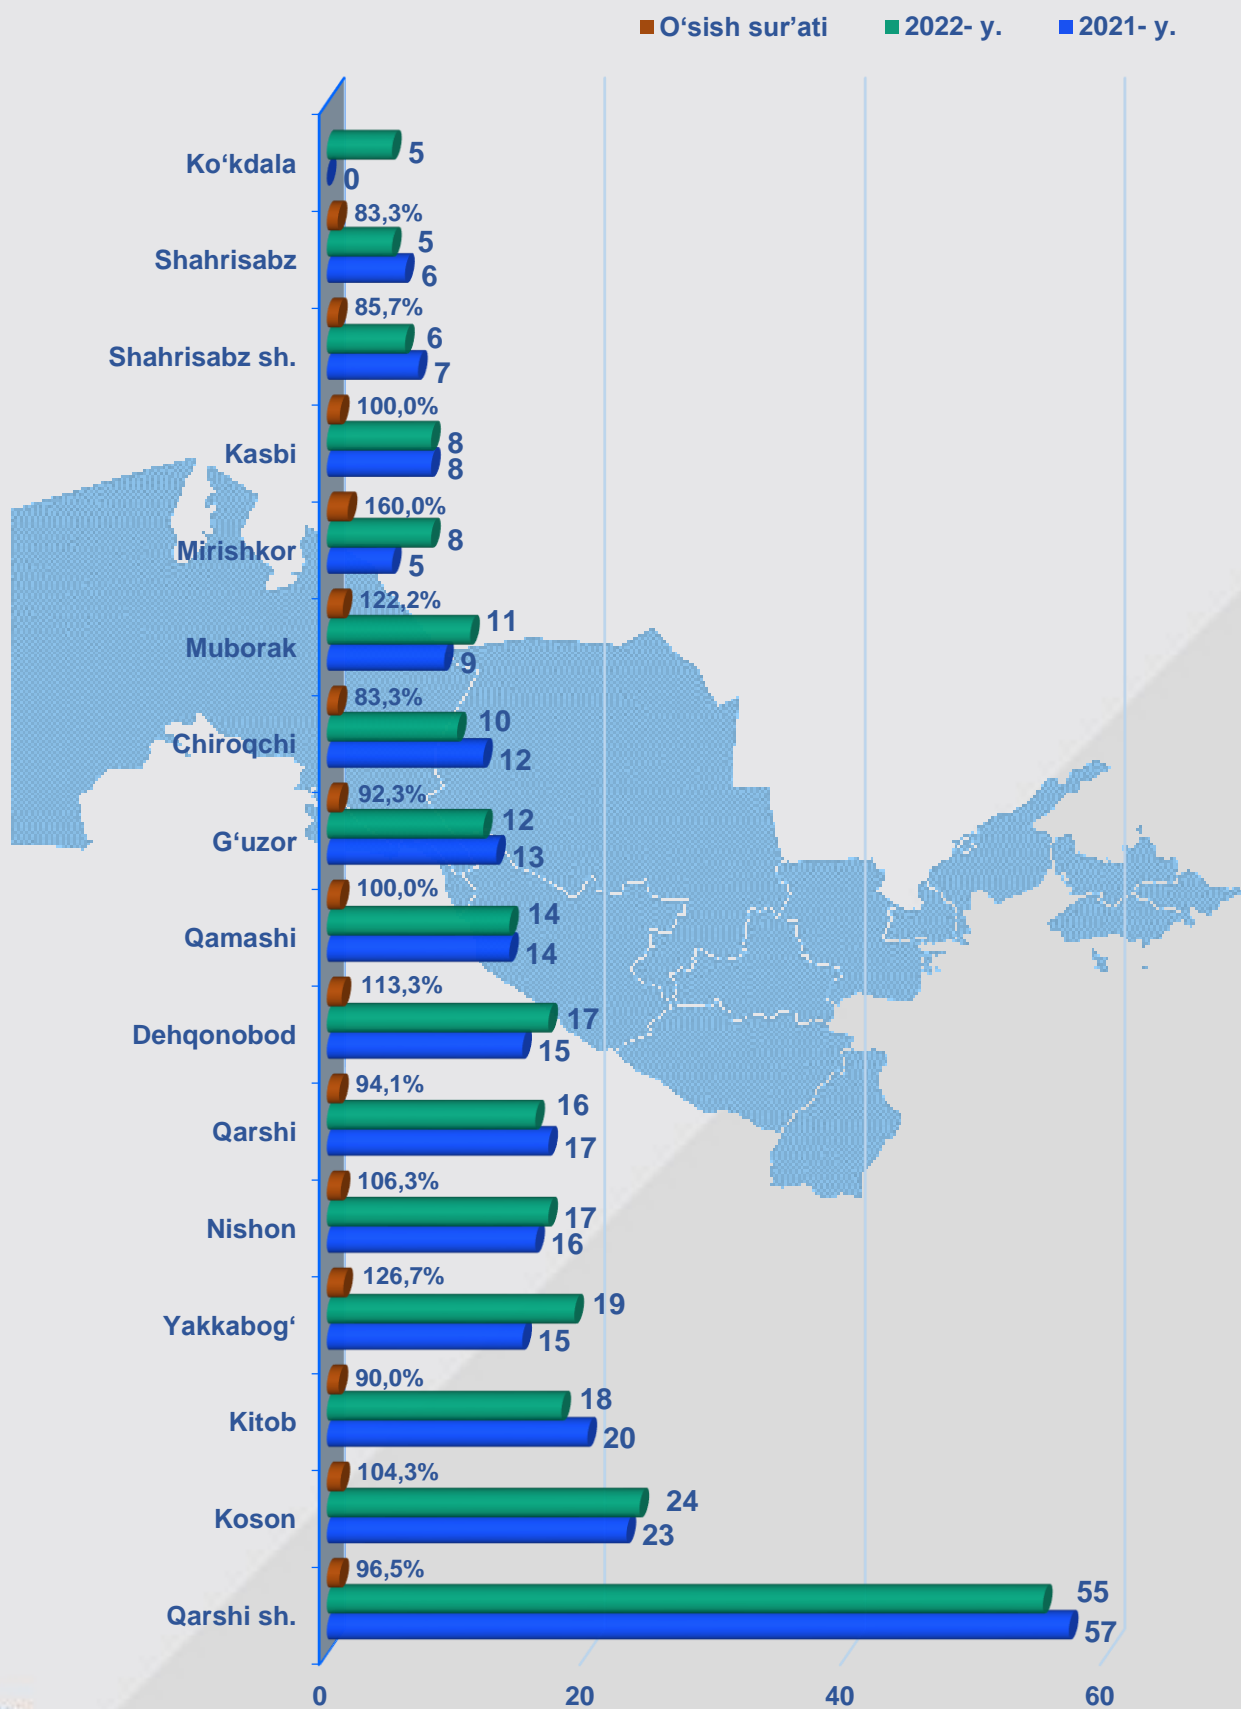 O‘sish sur’ati 2022- y. 2021- y.
Ko‘kdala
5
0
83,3%
Shahrisabz
5
6
85,7%
Shahrisabz sh.
6
7
100,0%
Kasbi
8
8
160,0%
Mirishkor
8
5
122,2%
Muborak
11
9
83,3%
Chiroqchi
10
12
92,3%
G‘uzor
12
13
100,0%
Qamashi
14
14
113,3%
Dehqonobod
17
15
94,1%
Qarshi
16
17
106,3%
Nishon
17
16
126,7%
Yakkabog‘
19
15
90,0%
Kitob
18
20
104,3%
Koson
24
23
96,5%
Qarshi sh.
55
57
0 20 40 60